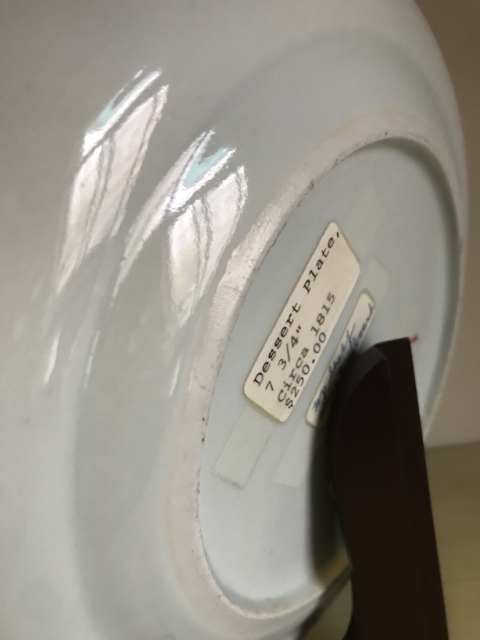 Dessert Plate,
7 3/4"
Circa 1815
$250.00